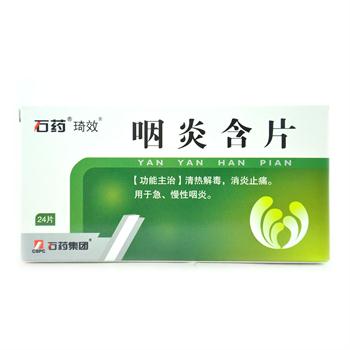 石药® 琦效®
咽炎含片
YAN YAN HAN PIAN
【功能主治】清热解毒，消炎止痛。
用于急、慢性咽炎。
24片
CSPC 石药集团®